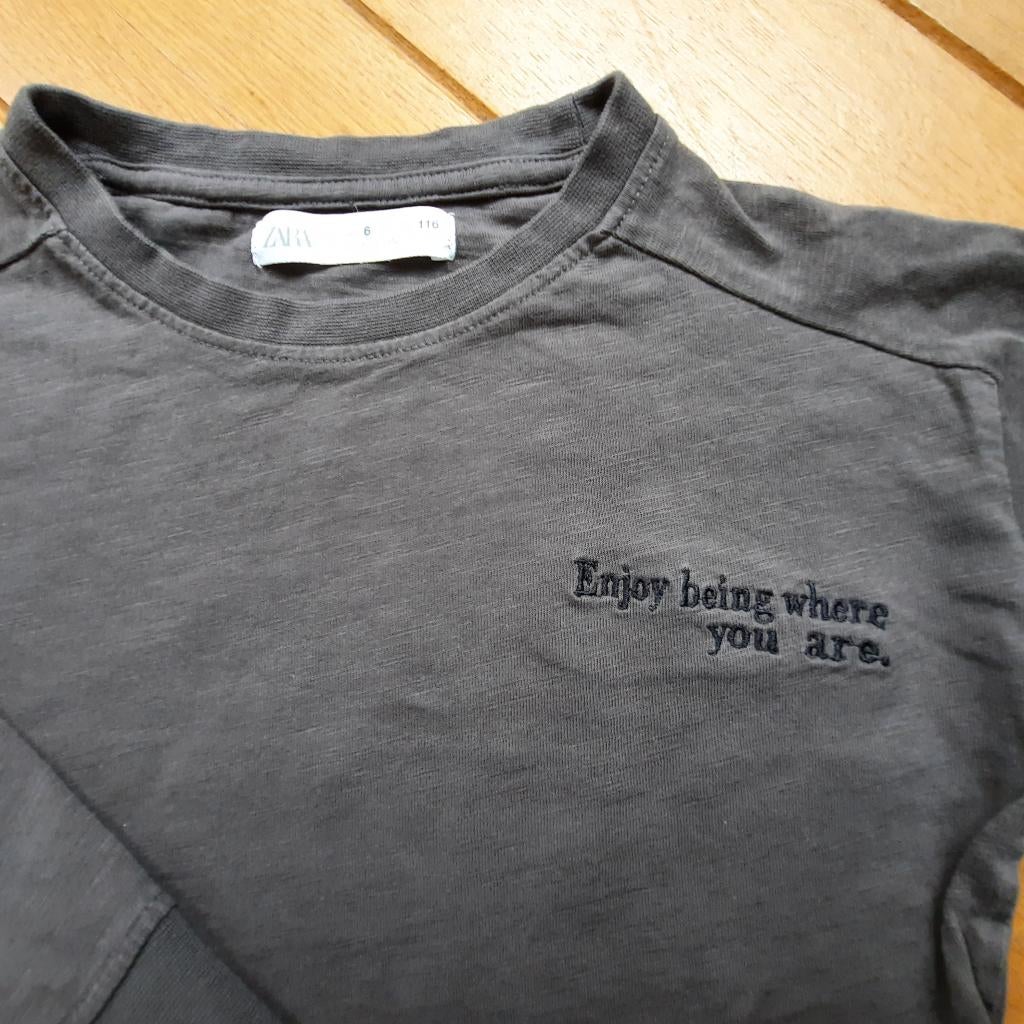 ZARA 6 116
Enjoy being where
you are.